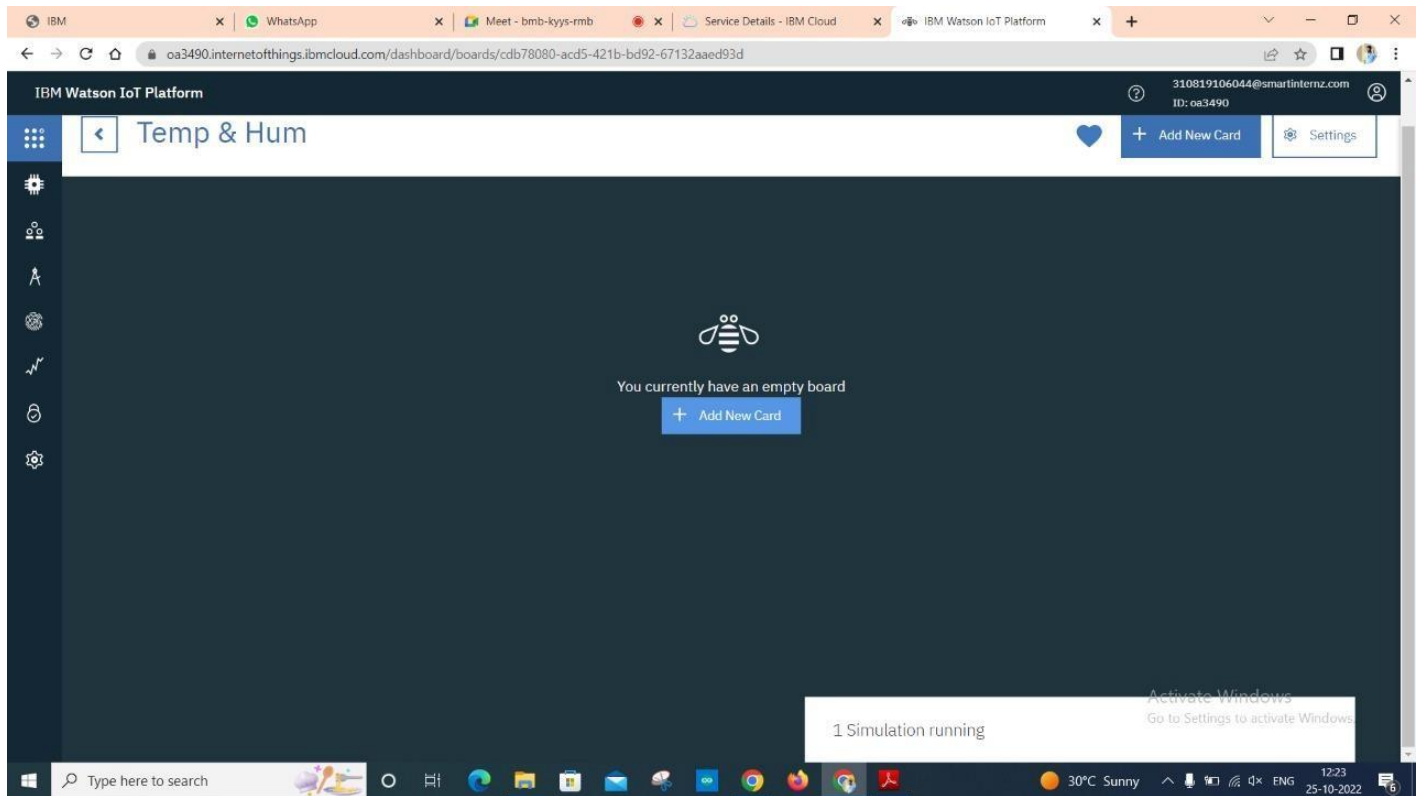 IBM
WhatsApp
Meet - bmb-kyys-rmb
Service Details - IBM Cloud
IBM Watson IoT Platform
oa3490.internetofthings.ibmcloud.com/dashboard/boards/cdb78080-acd5-421b-bd92-67132aaed93d
IBM Watson IoT Platform
310819106044@smartinternz.com
ID: oa3490
Temp & Hum
+ Add New Card
Settings
You currently have an empty board
+ Add New Card
1 Simulation running
Activate Windows
Go to Settings to activate Windows.
Type here to search
30°C Sunny
ENG
12:23
25-10-2022
6